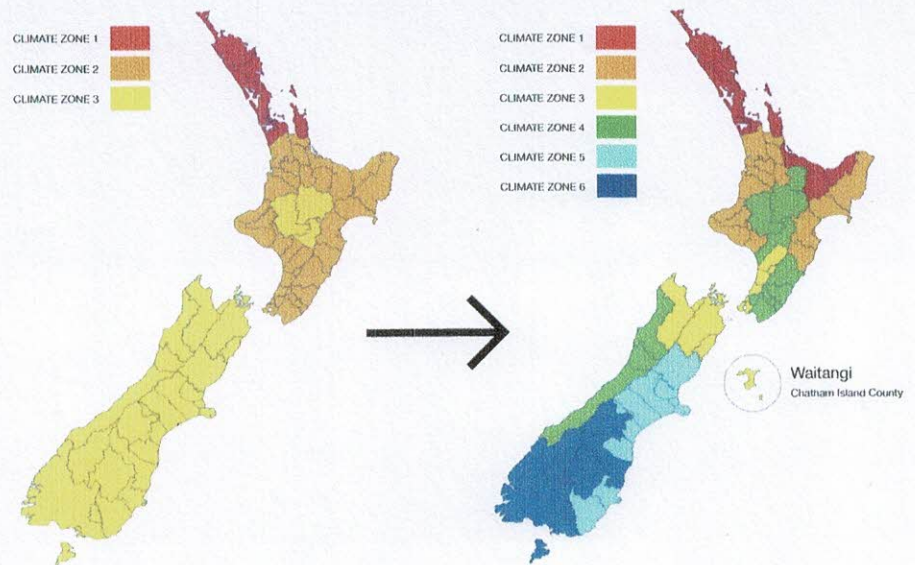 CLIMATE ZONE 1
CLIMATE ZONE 2
CLIMATE ZONE 3
CLIMATE ZONE 1
CLIMATE ZONE 2
CLIMATE ZONE 3
CLIMATE ZONE 4
CLIMATE ZONE 5
CLIMATE ZONE 6
Waitangi
Chatham Island County